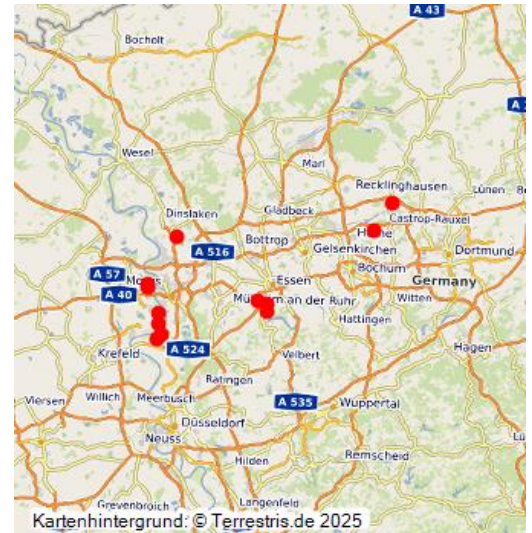 A 43
Bocholt
Wesel
Marl
Recklinghausen
Lünen
Dinslaken
Gladbeck
Castrop-Rauxel
Bottrop
A 516
Gelsenkirchen
Dortmund
A 57
Essen
Bochum
Germany
A 40
an der Ruhr
Witten
Hattingen
Krefeld
A 524
Velbert
Hagen
Ratingen
Viersen
Willich
Meerbusch
A 535
Wuppertal
Düsseldorf
Neuss
Hilden
Remscheid
Grevenbroich
Langenfeld
Kartenhintergrund: © Terrestris.de 2025